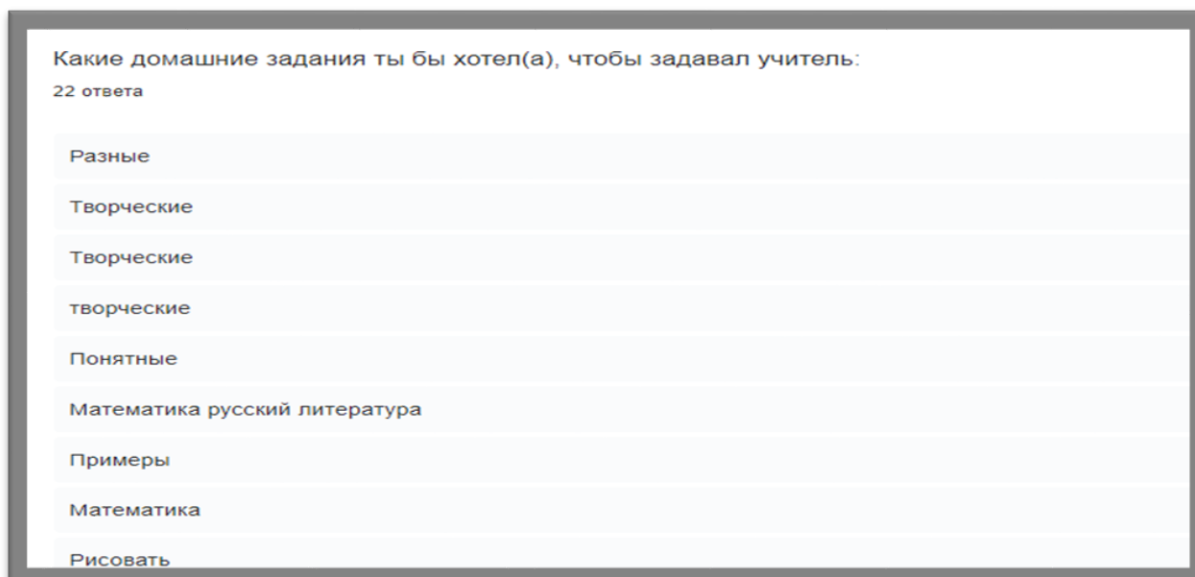 Какие домашние задания ты бы хотел(а), чтобы задавал учитель:
22 ответа
Разные
Творческие
Творческие
творческие
Понятные
Математика русский литература
Примеры
Математика
Рисовать